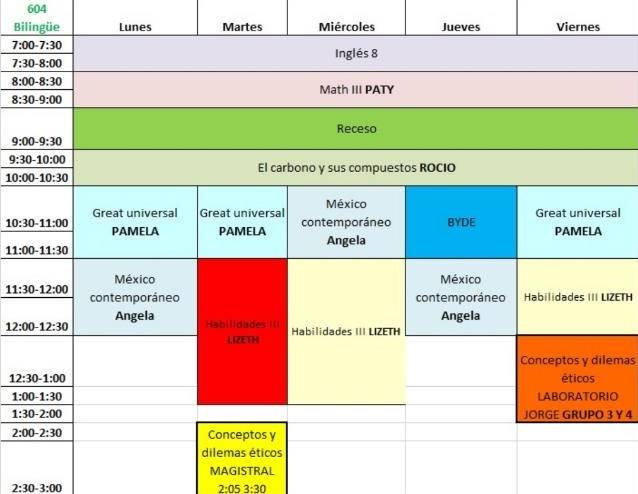 604
Bilingüe
Lunes
Martes
Miércoles
Jueves
Viernes
7:00-7:30
Inglés 8
7:30-8:00
8:00-8:30
Math III PATY
8:30-9:00
Receso
9:00-9:30
9:30-10:00
El carbono y sus compuestos ROCIO
10:00-10:30
10:30-11:00
Great universal
PAMELA
Great universal
PAMELA
México
contemporáneo
Angela
BYDE
Great universal
PAMELA
11:00-11:30
11:30-12:00
México
contemporáneo
Angela
Habilidades III
LIZETH
Habilidades III LIZETH
México
contemporáneo
Angela
Habilidades III LIZETH
12:00-12:30
12:30-1:00
Conceptos y dilemas
éticos
LABORATORIO
JORGE GRUPO 3 Y 4
1:00-1:30
1:30-2:00
2:00-2:30
Conceptos y
dilemas éticos
MAGISTRAL
2:05 3:30
2:30-3:00